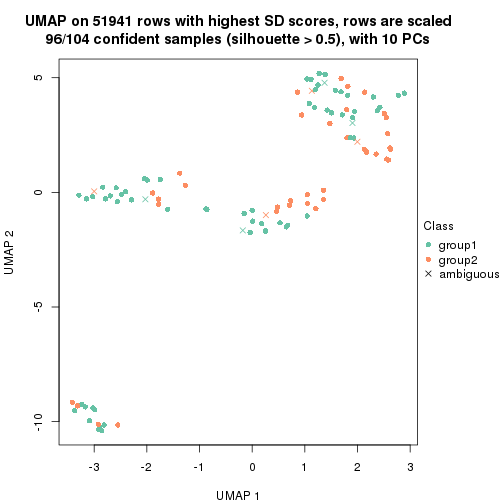 UMAP on 51941 rows with highest SD scores, rows are scaled
96/104 confident samples (silhouette > 0.5), with 10 PCs
5
0
-5
-10
UMAP 2
-3
-2
-1
0
1
2
3
UMAP 1
Class
group1
group2
ambiguous